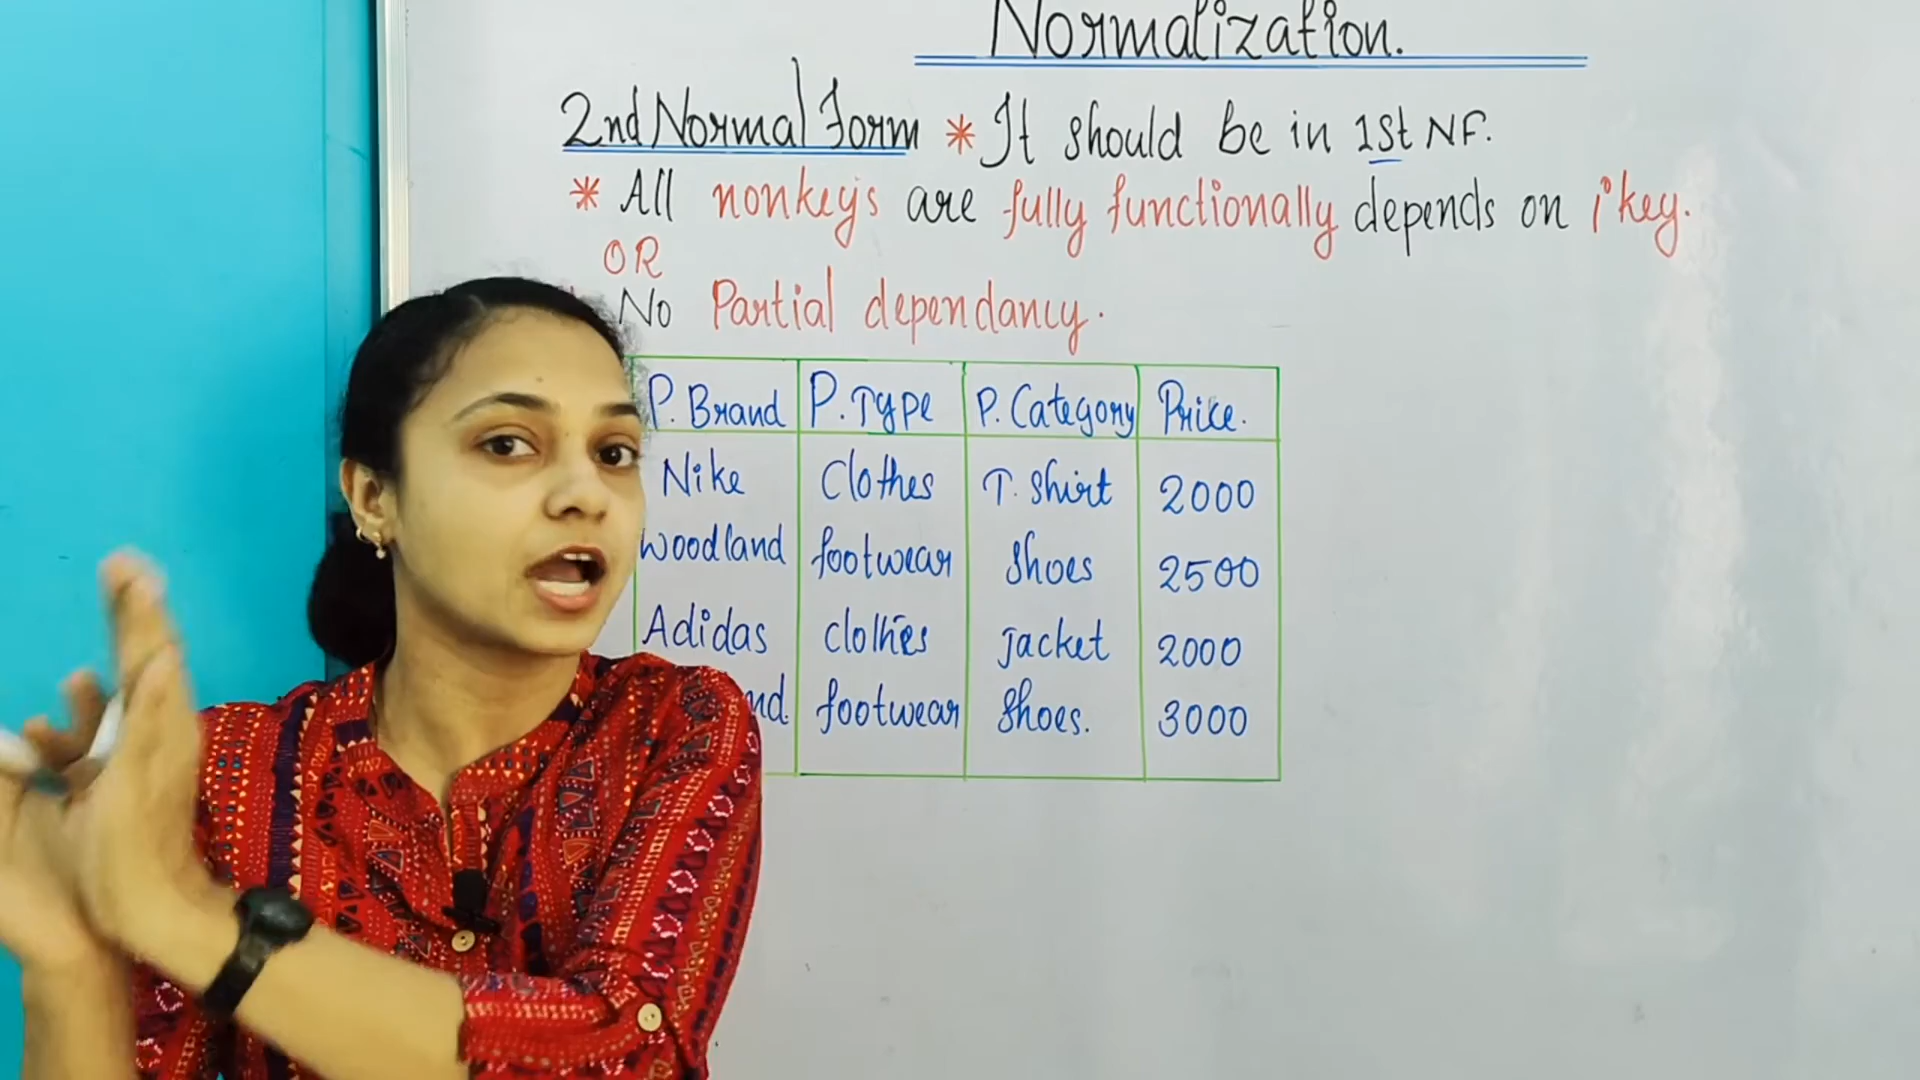 Normalization.
2nd Normal Form * It should be in 1st NF.
* All nonkeys are fully functionally depends on i' key.
OR
No Partial dependancy.
P. Brand P. Type P. Category Price.
Nike Clothes T. Shirt 2000
Woodland footwear Shoes 2500
Adidas Clothes Jacket 2000
footwear Shoes. 3000